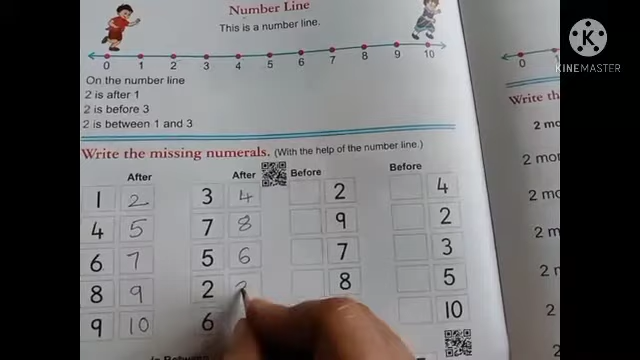 Number Line
This is a number line.
0 1 2 3 4 5 6 7 8 9 10
On the number line
2 is after 1
2 is before 3
2 is between 1 and 3
Write the missing numerals. (With the help of the number line.)
After After Before Before
1 2 3 4 2 4
4 5 7 8 9 2
6 7 5 6 7 3
8 9 2 8 5
9 10 6 10
KINEMASTER
0
Write th
2 mo
2 mor
2 mo
2 m
2 n
2